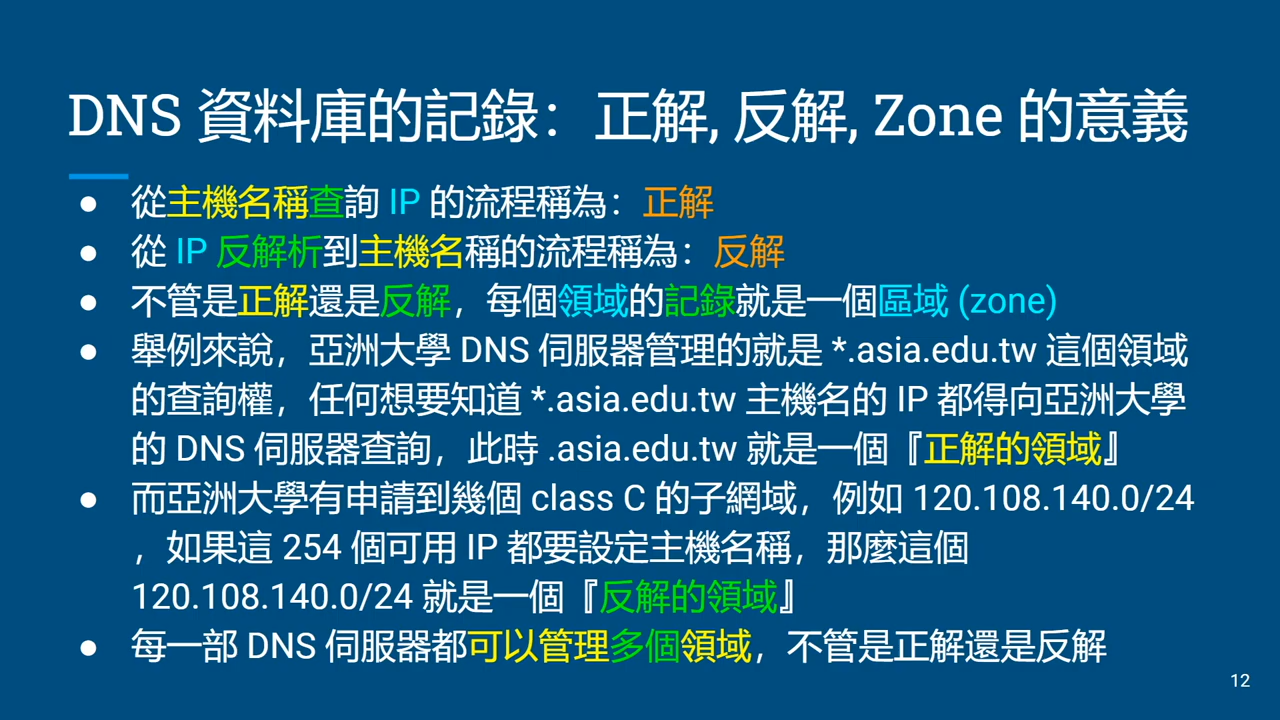 DNS 資料庫的記錄：正解, 反解, Zone 的意義
● 從主機名稱查詢 IP 的流程稱為：正解
● 從 IP 反解析到主機名稱的流程稱為：反解
● 不管是正解還是反解，每個領域的記錄就是一個區域 (zone)
● 舉例來說，亞洲大學 DNS 伺服器管理的就是 *.asia.edu.tw 這個領域
的查詢權，任何想要知道 *.asia.edu.tw 主機名的 IP 都得向亞洲大學
的 DNS 伺服器查詢，此時 .asia.edu.tw 就是一個『正解的領域』
● 而亞洲大學有申請到幾個 class C 的子網域，例如 120.108.140.0/24
，如果這 254 個可用 IP 都要設定主機名稱，那麼這個
120.108.140.0/24 就是一個『反解的領域』
● 每一部 DNS 伺服器都可以管理多個領域，不管是正解還是反解
12